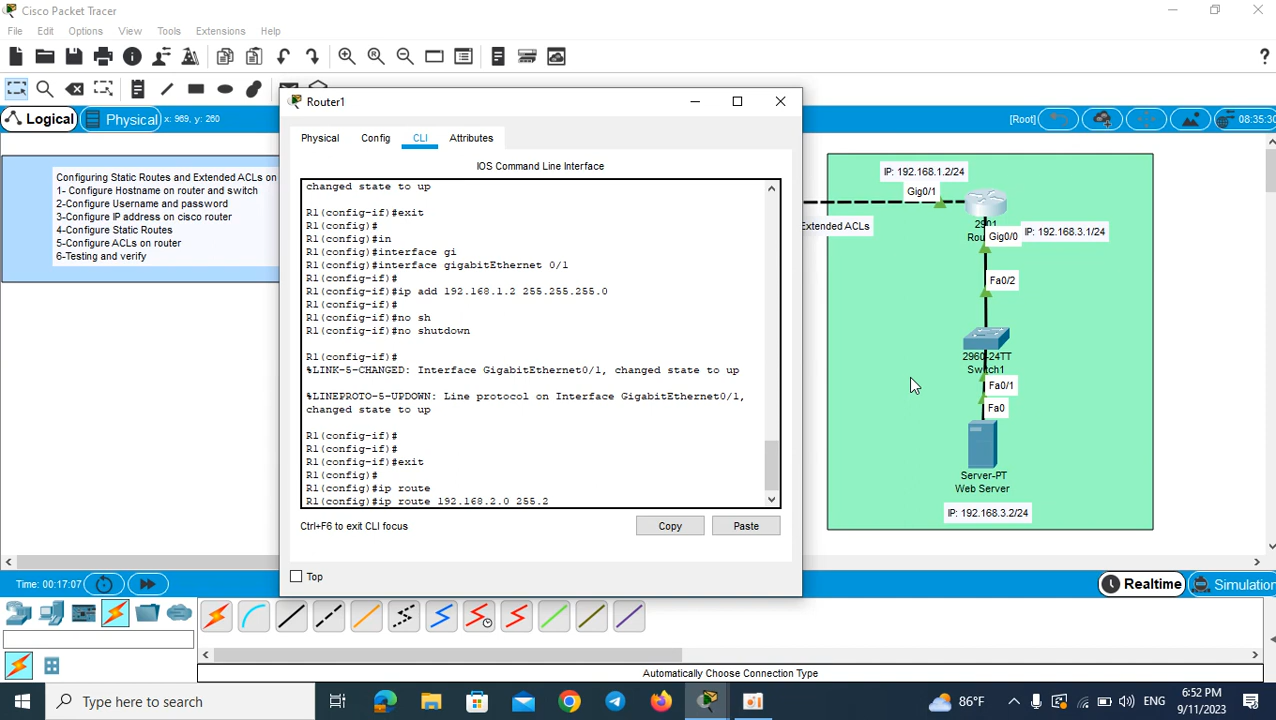 Cisco Packet Tracer
File Edit Options View Tools Extensions Help
Logical
Physical
x: 969, y: 260
[Root]
08:35:30
Configuring Static Routes and Extended ACLs on
1- Configure Hostname on router and switch
2-Configure Username and password
3-Configure IP address on cisco router
4-Configure Static Routes
5-Configure ACLs on router
6-Testing and verify
Router1
Physical Config CLI Attributes
IOS Command Line Interface
changed state to up
R1(config-if)#exit
R1(config)#
R1(config)#in
R1(config)#interface gi
R1(config)#interface gigabitEthernet 0/1
R1(config-if)#
R1(config-if)#ip add 192.168.1.2 255.255.255.0
R1(config-if)#
R1(config-if)#no sh
R1(config-if)#no shutdown
R1(config-if)#
%LINK-5-CHANGED: Interface GigabitEthernet0/1, changed state to up
%LINEPROTO-5-UPDOWN: Line protocol on Interface GigabitEthernet0/1,
changed state to up
R1(config-if)#
R1(config-if)#
R1(config-if)#exit
R1(config)#
R1(config)#ip route
R1(config)#ip route 192.168.2.0 255.2
Ctrl+F6 to exit CLI focus
Copy
Paste
Top
IP: 192.168.1.2/24
Gig0/1
Extended ACLs
Gig0/0
IP: 192.168.3.1/24
Fa0/2
2960-24TT
Switch1
Fa0/1
Fa0
Server-PT
Web Server
IP: 192.168.3.2/24
Time: 00:17:07
Realtime
Simulation
Automatically Choose Connection Type
Type here to search
86°F
ENG
6:52 PM
9/11/2023